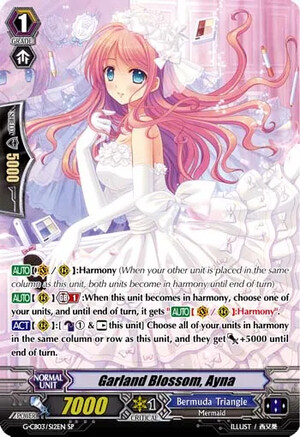 1
GRADE
SHIELD
5000
AUTO [ / ]:Harmony (When your other unit is placed in the same
column as this unit, both units become in harmony until end of turn)
AUTO [ ] GB 1 :When this unit becomes in harmony, choose one of
your units, and until end of turn, it gets "AUTO [ / ]:Harmony".
ACT [ ]:[ ① & this unit] Choose all of your units in harmony
in the same column or row as this unit, and they get +5000 until
end of turn.
NORMAL UNIT
Garland Blossom, Ayna
POWER
7000
1
CRITICAL
Bermuda Triangle
Mermaid
G-CB03/S12EN SP
ILLUST /